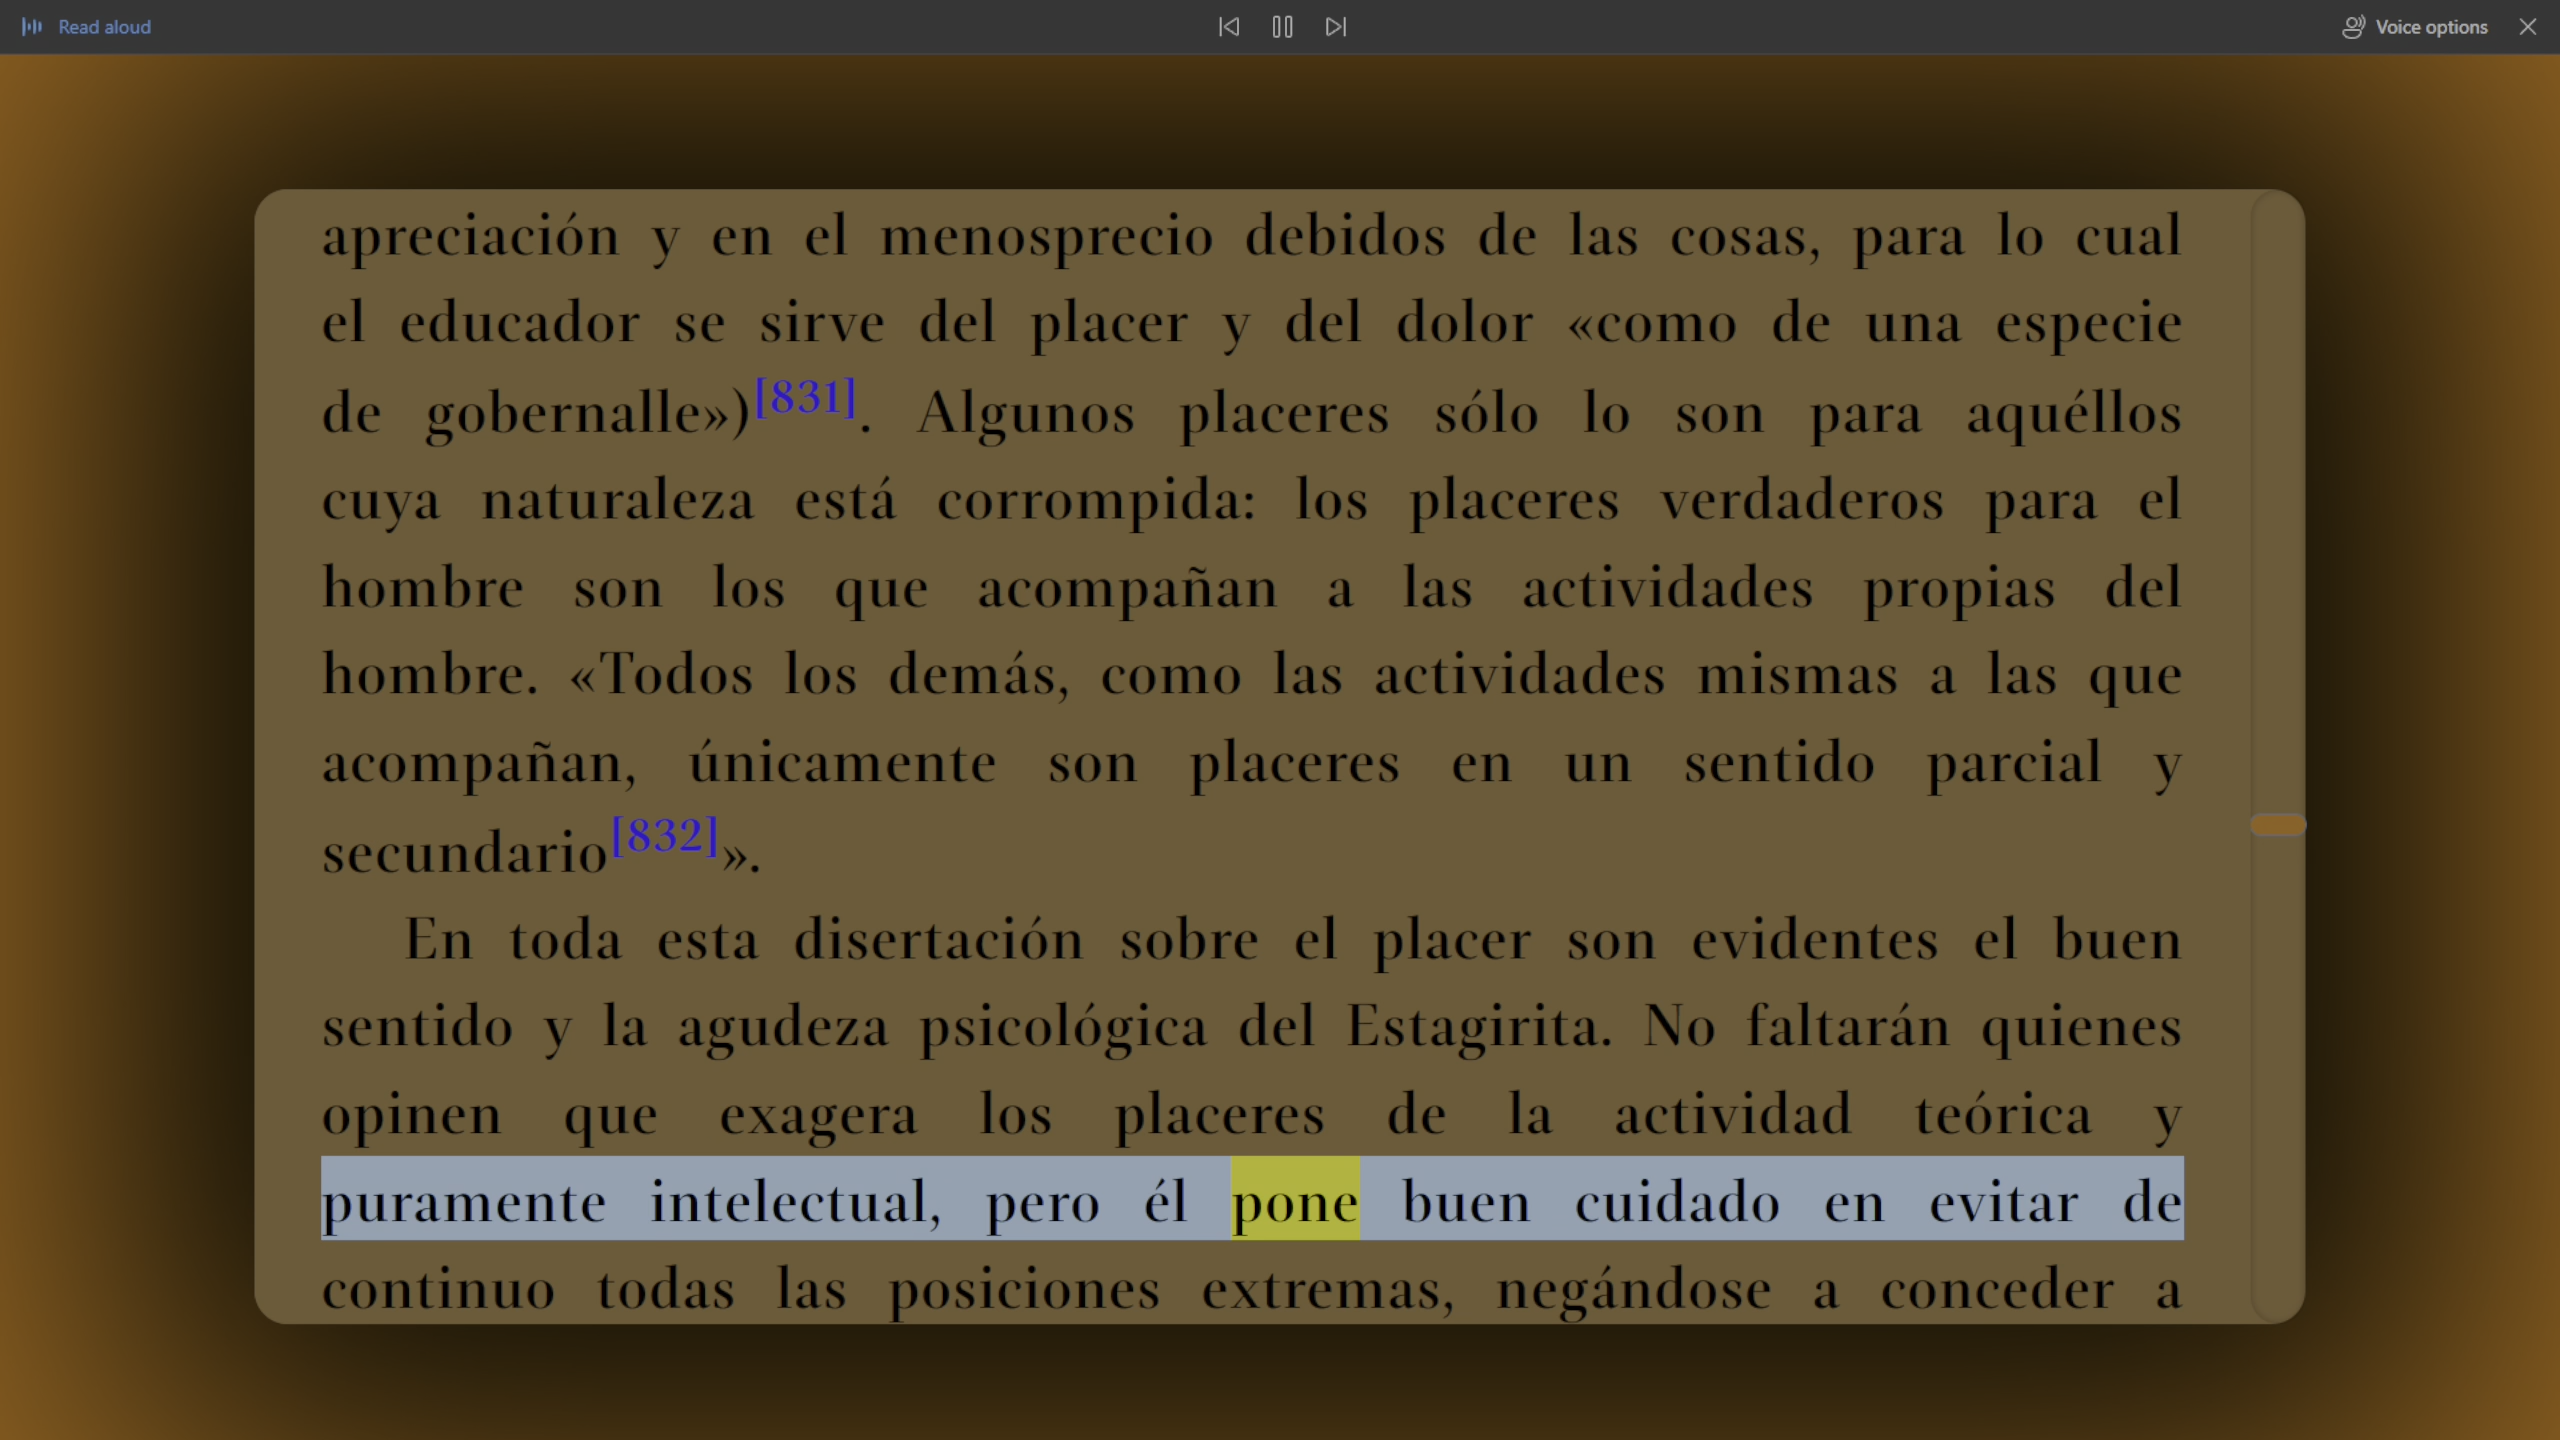 Read aloud
Voice options
apreciación y en el menosprecio debidos de las cosas, para lo cual
el educador se sirve del placer y del dolor «como de una especie
de gobernalle»)[831]. Algunos placeres sólo lo son para aquéllos
cuya naturaleza está corrompida: los placeres verdaderos para el
hombre son los que acompañan a las actividades propias del
hombre. «Todos los demás, como las actividades mismas a las que
acompañan, únicamente son placeres en un sentido parcial y
secundario[832]».
En toda esta disertación sobre el placer son evidentes el buen
sentido y la agudeza psicológica del Estagirita. No faltarán quienes
opinen que exagera los placeres de la actividad teórica y
puramente intelectual, pero él pone buen cuidado en evitar de
continuo todas las posiciones extremas, negándose a conceder a